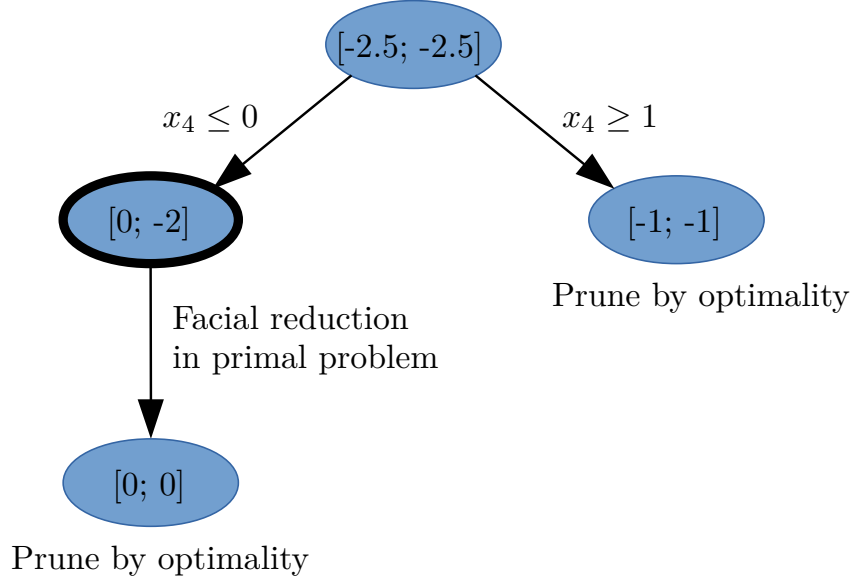 [-2.5; -2.5]
x₄ ≤ 0
x₄ ≥ 1
[0; -2]
[-1; -1]
Prune by optimality
Facial reduction
in primal problem
[0; 0]
Prune by optimality